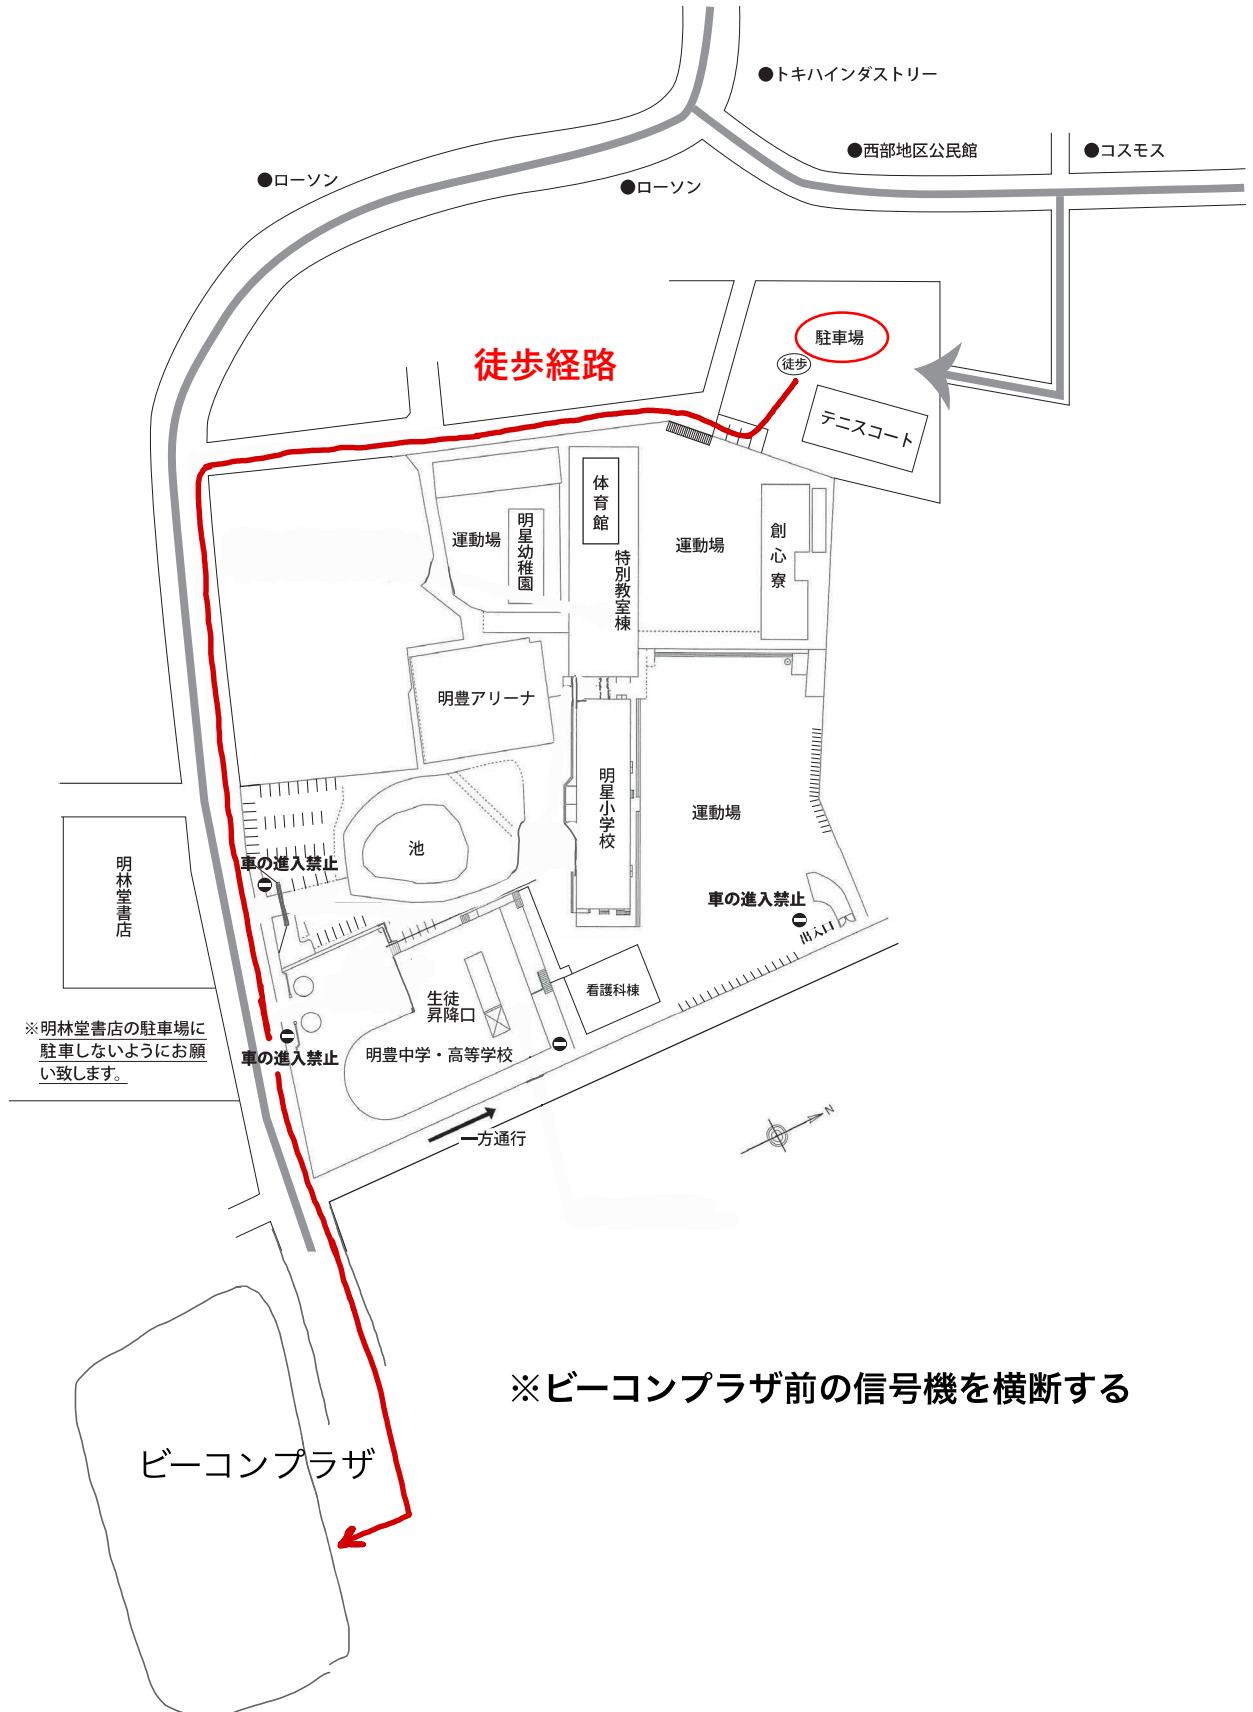 ●トキハインダストリー
●西部地区公民館
●コスモス
●ローソン
●ローソン
駐車場
徒歩経路
徒歩
テニスコート
体育館
明星幼稚園
運動場
運動場
創心寮
特別教室棟
明豊アリーナ
明星小学校
運動場
池
車の進入禁止
明林堂書店
車の進入禁止
出入口
看護科棟
生徒
昇降口
※明林堂書店の駐車場に
駐車しないようにお願
い致します。
車の進入禁止
明豊中学・高等学校
N
一方通行
※ビーコンプラザ前の信号機を横断する
ビーコンプラザ